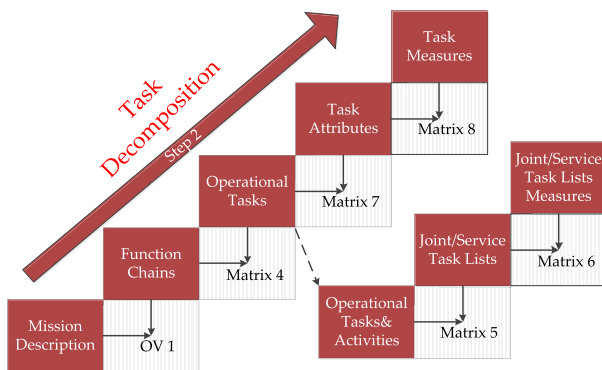 Task
Decomposition
Step 2
Task
Measures
Matrix 8
Task
Attributes
Matrix 7
Operational
Tasks
Matrix 4
Function
Chains
OV 1
Mission
Description
Joint/Service
Task Lists
Measures
Matrix 6
Joint/Service
Task Lists
Matrix 5
Operational
Tasks&
Activities